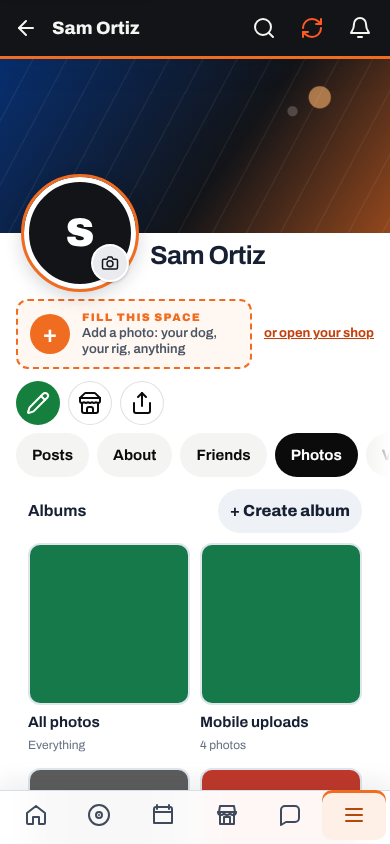 Sam Ortiz
S
Sam Ortiz
+
FILL THIS SPACE
Add a photo: your dog,
your rig, anything
or open your shop
Posts
About
Friends
Photos
Albums
+ Create album
All photos
Everything
Mobile uploads
4 photos